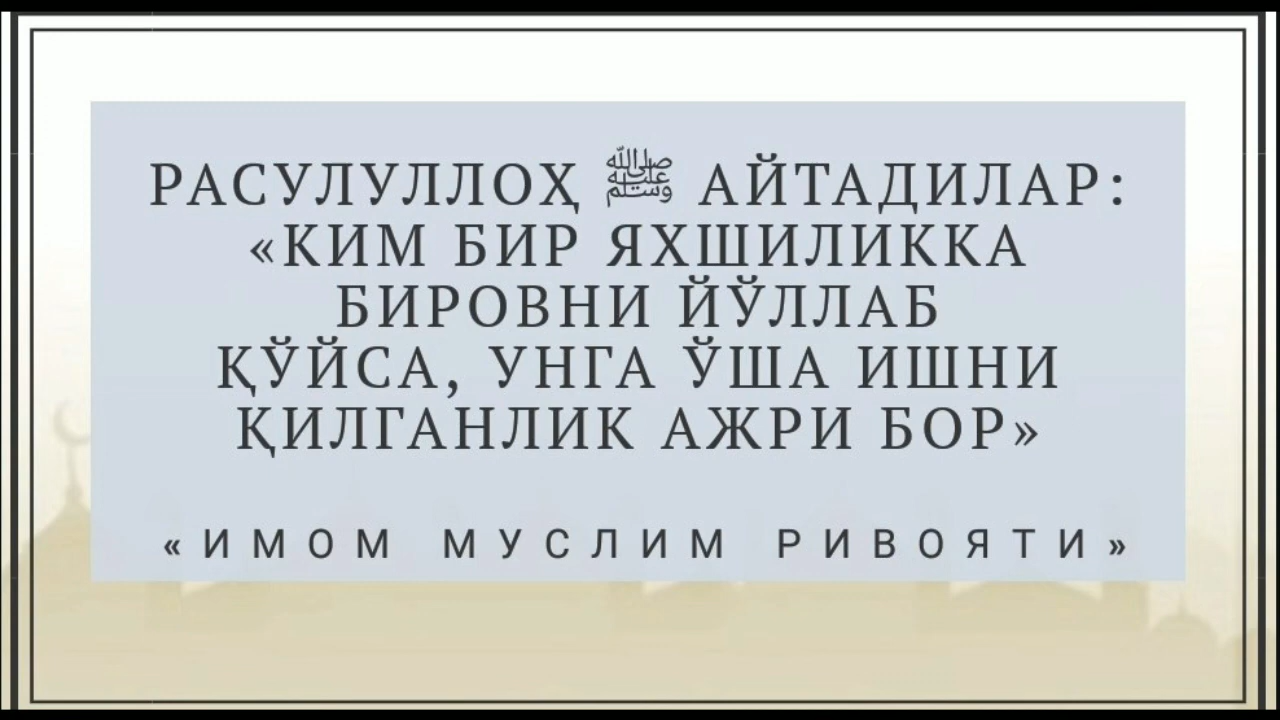 РАСУЛУЛЛОҲ ﷺ АЙТАДИЛАР:
«КИМ БИР ЯХШИЛИККА
БИРОВНИ ЙЎЛЛАБ
ҚЎЙСА, УНГА ЎША ИШНИ
ҚИЛГАНЛИК АЖРИ БОР»
«ИМОМ МУСЛИМ РИВОЯТИ»